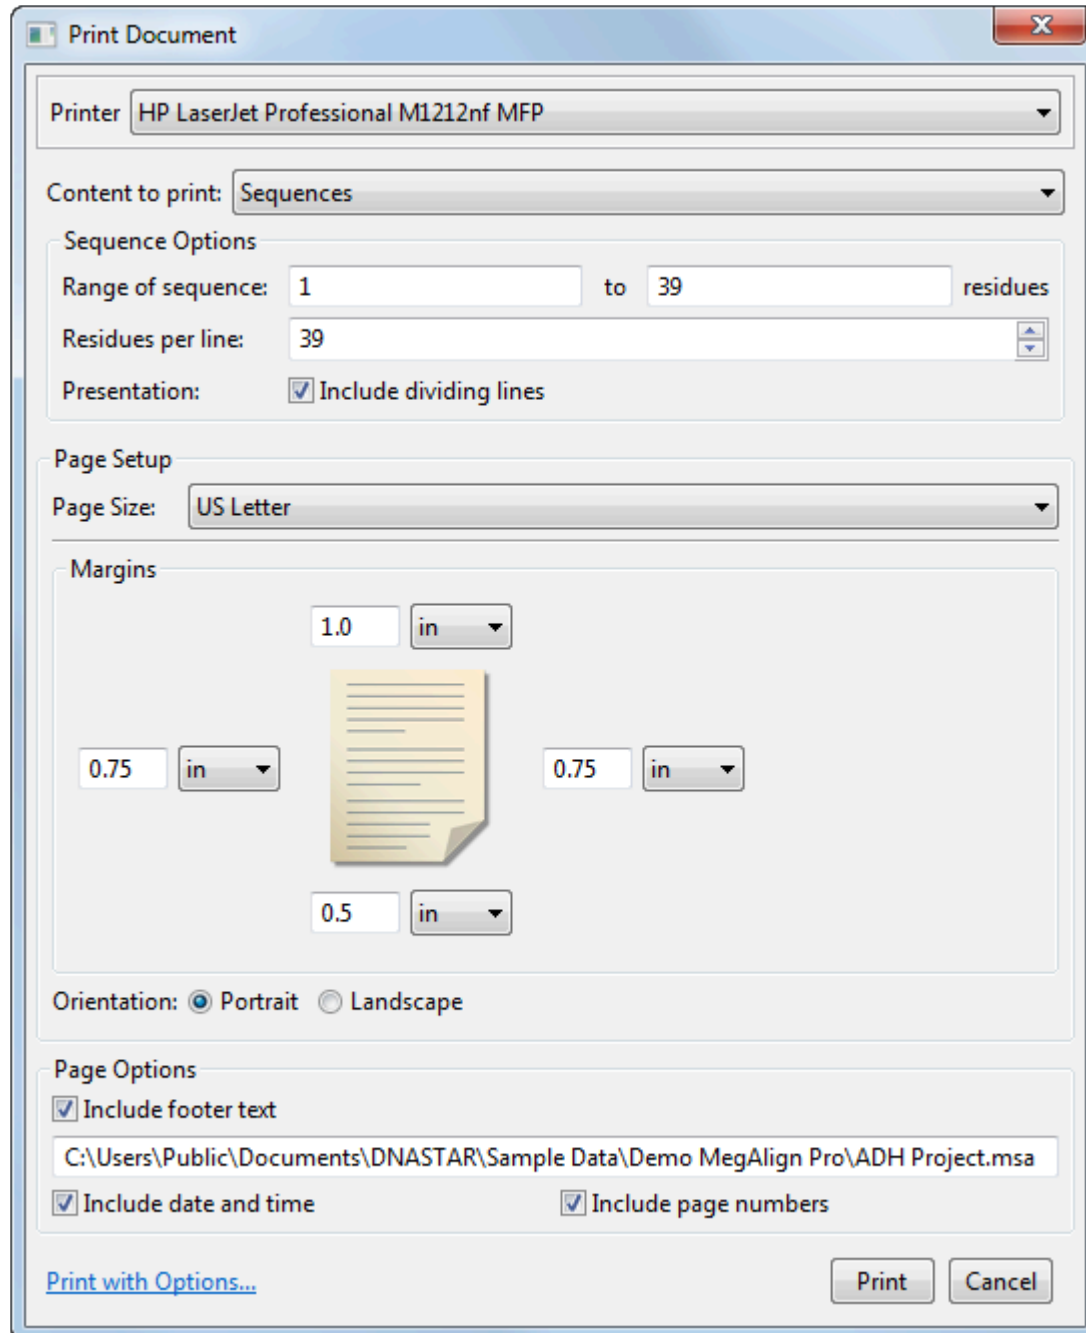 Print Document
Printer HP LaserJet Professional M1212nf MFP
Content to print: Sequences
Sequence Options
Range of sequence: 1 to 39 residues
Residues per line: 39
Presentation: Include dividing lines
Page Setup
Page Size: US Letter
Margins
1.0 in
0.75 in 0.75 in
0.5 in
Orientation: Portrait Landscape
Page Options
Include footer text
C:\Users\Public\Documents\DNASTAR\Sample Data\Demo MegAlign Pro\ADH Project.msa
Include date and time Include page numbers
Print with Options... Print Cancel